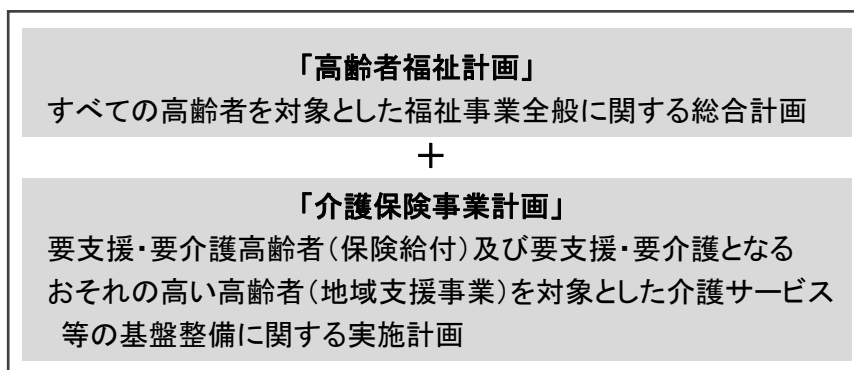 「高齢者福祉計画」
すべての高齢者を対象とした福祉事業全般に関する総合計画
＋
「介護保険事業計画」
要支援・要介護高齢者（保険給付）及び要支援・要介護となる
おそれの高い高齢者（地域支援事業）を対象とした介護サービス
等の基盤整備に関する実施計画